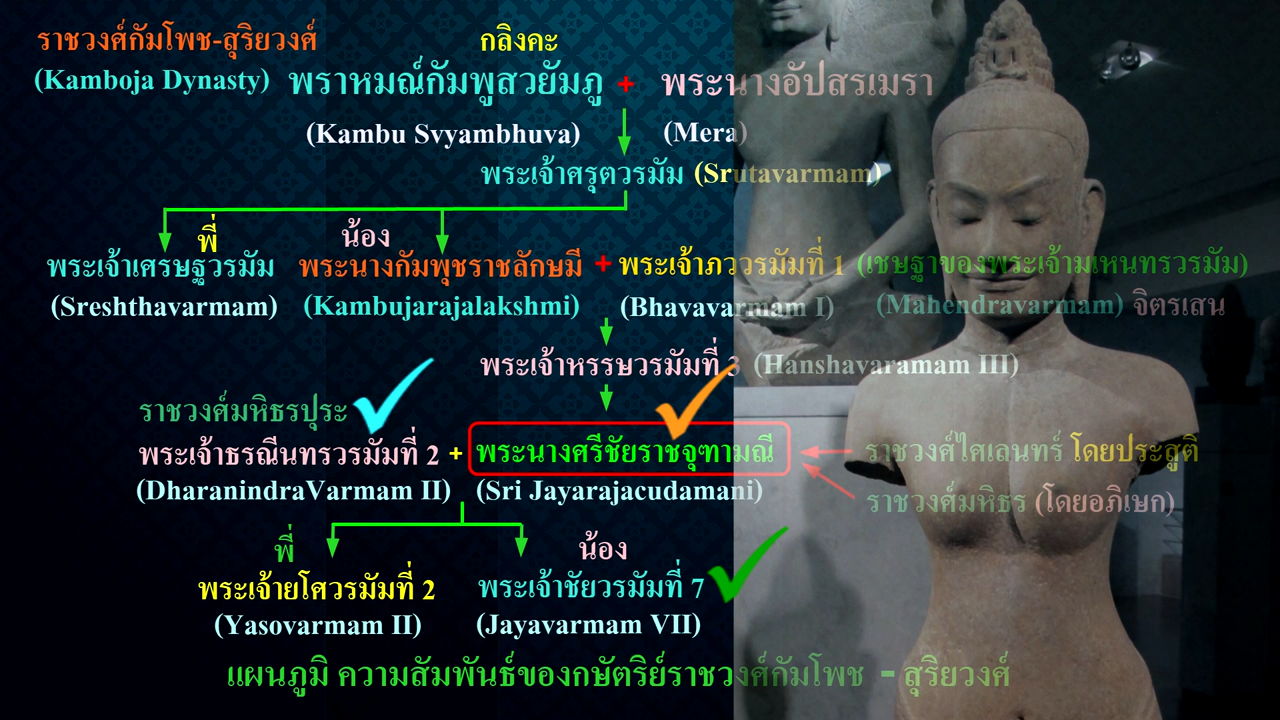 ราชวงศ์กัมโพช-สุริยวงศ์
(Kamboja Dynasty)
กลิงคะ
พราหมณ์กัมพูสวยัมภู + พระนางอัปสรเมรา
(Kambu Svyambhuva) (Mera)
พระเจ้าศรุตวรมัม (Srutavarmam)
พี่ น้อง
พระเจ้าเศรษฐวรมัม พระนางกัมพุชราชลักษมี + พระเจ้าภววรมัมที่ 1 (เชษฐาของพระเจ้ามเหนทรวรมัม)
(Sreshthavarmam) (Kambujarajalakshmi) (Bhavavarmam I) (Mahendravarmam) จิตรเสน
พระเจ้าหรรษวรมัมที่ 3 (Hanshavaramam III)
ราชวงศ์มหิธรปุระ
พระเจ้าธรณีนทรวรมัมที่ 2 + พระนางศรีชัยราชจุฑามณี ราชวงศ์ไศเลนทร์ โดยประสูติ
(DharanindraVarmam II) (Sri Jayarajacudamani)
ราชวงศ์มหิธร (โดยอภิเษก)
พี่ น้อง
พระเจ้ายโศวรมัมที่ 2 พระเจ้าชัยวรมัมที่ 7
(Yasovarmam II) (Jayavarmam VII)
แผนภูมิ ความสัมพันธ์ของกษัตริย์ราชวงศ์กัมโพช - สุริยวงศ์